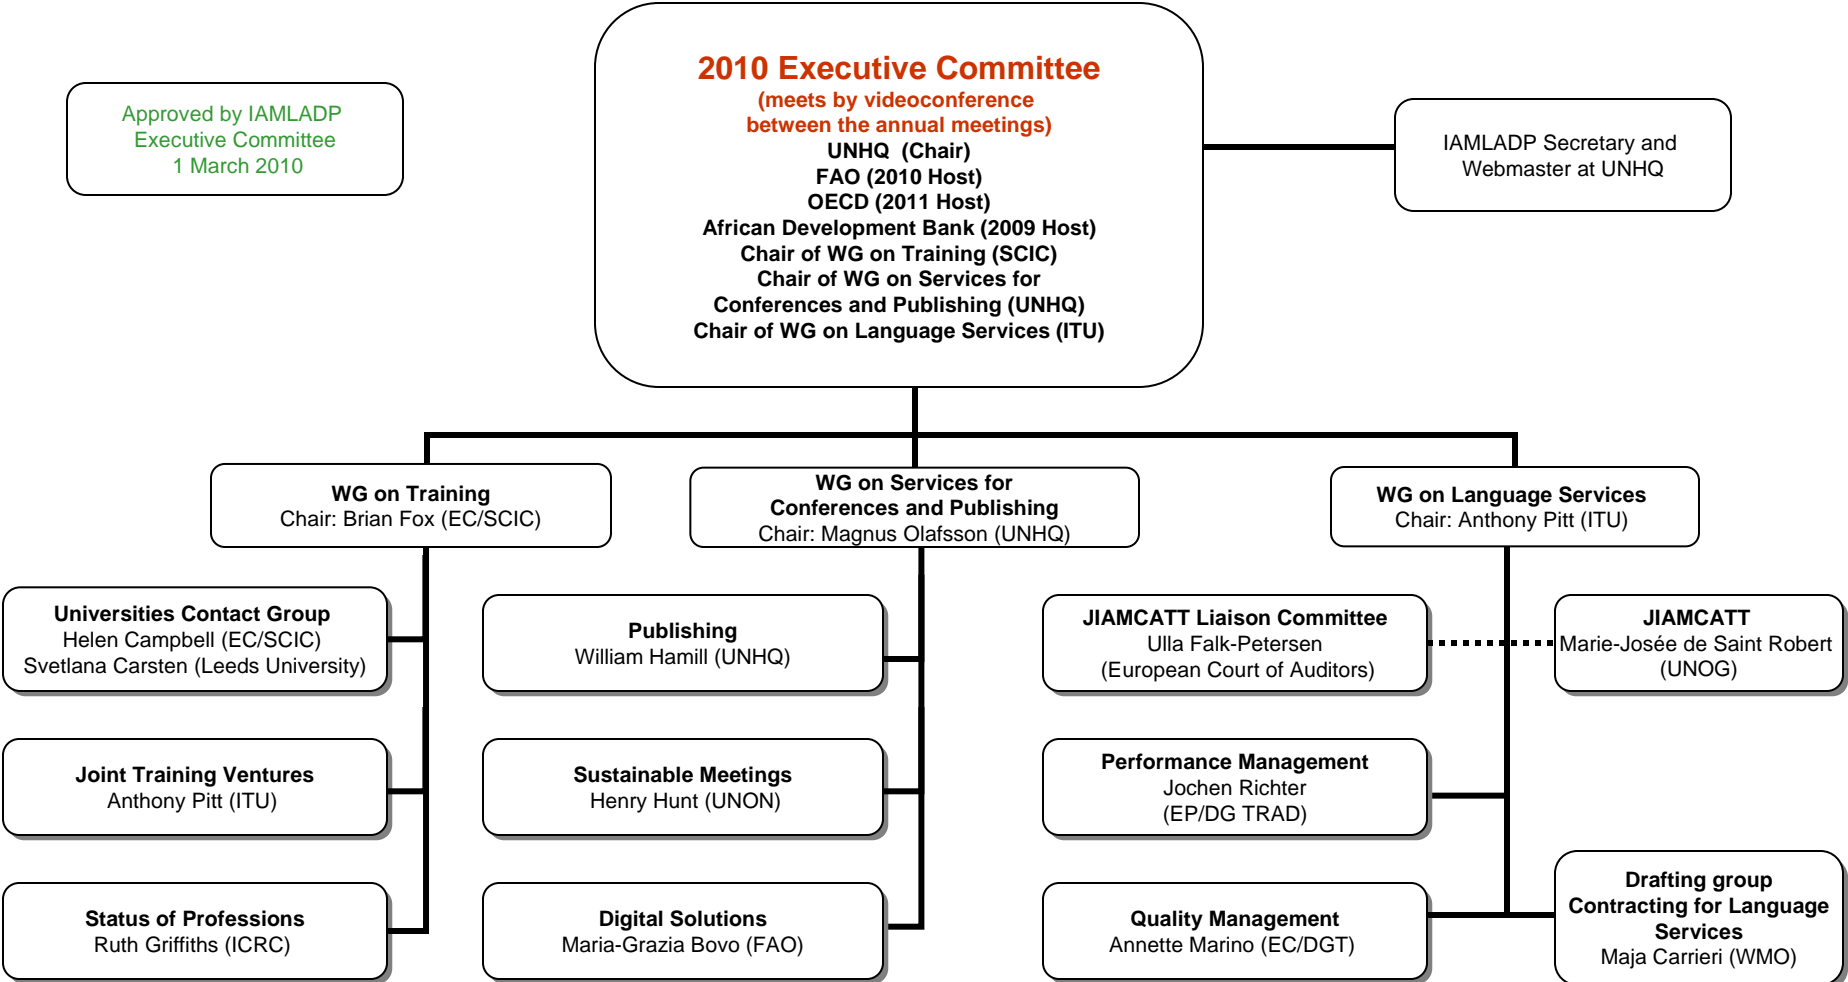 2010 Executive Committee
(meets by videoconference
between the annual meetings)
UNHQ (Chair)
FAO (2010 Host)
OECD (2011 Host)
African Development Bank (2009 Host)
Chair of WG on Training (SCIC)
Chair of WG on Services for
Conferences and Publishing (UNHQ)
Chair of WG on Language Services (ITU)
Approved by IAMLADP
Executive Committee
1 March 2010
IAMLADP Secretary and
Webmaster at UNHQ
WG on Training
Chair: Brian Fox (EC/SCIC)
WG on Services for
Conferences and Publishing
Chair: Magnus Olafsson (UNHQ)
WG on Language Services
Chair: Anthony Pitt (ITU)
Universities Contact Group
Helen Campbell (EC/SCIC)
Svetlana Carsten (Leeds University)
Publishing
William Hamill (UNHQ)
JIAMCATT Liaison Committee
Ulla Falk-Petersen
(European Court of Auditors)
JIAMCATT
Marie-Josée de Saint Robert
(UNOG)
Joint Training Ventures
Anthony Pitt (ITU)
Sustainable Meetings
Henry Hunt (UNON)
Performance Management
Jochen Richter
(EP/DG TRAD)
Status of Professions
Ruth Griffiths (ICRC)
Digital Solutions
Maria-Grazia Bovo (FAO)
Quality Management
Annette Marino (EC/DGT)
Drafting group
Contracting for Language
Services
Maja Carrieri (WMO)